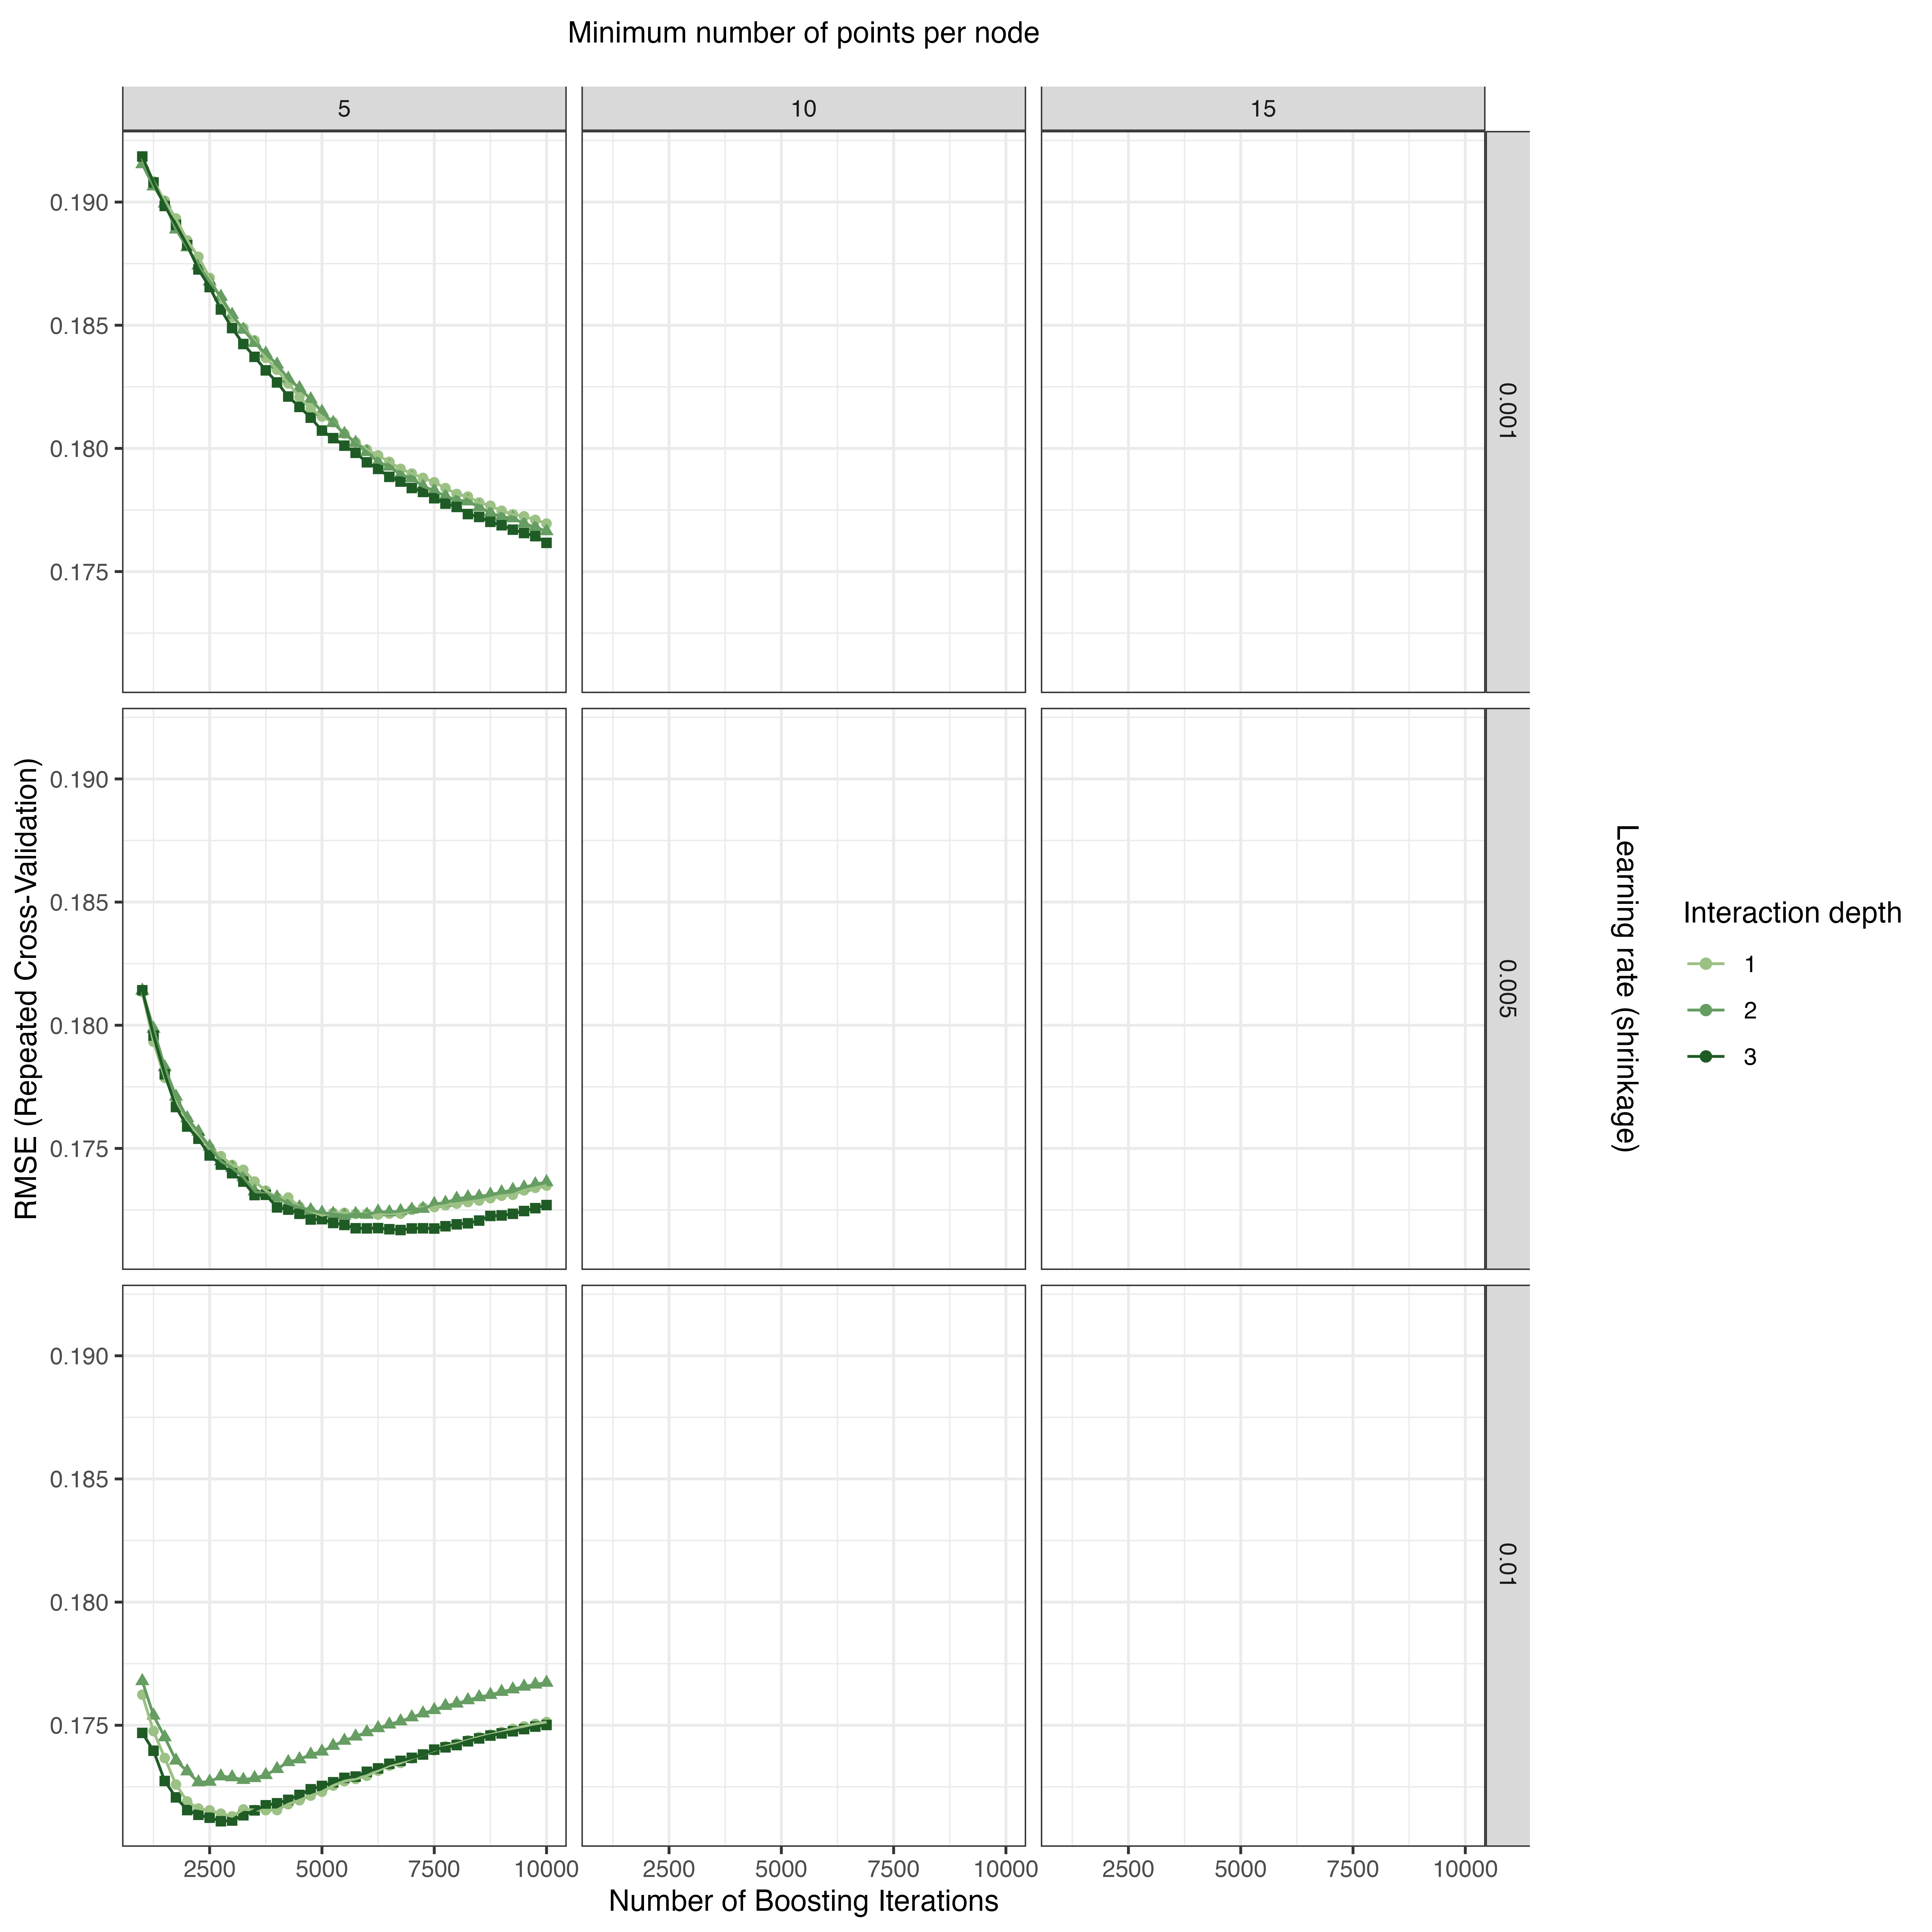 Minimum number of points per node
5 10 15
0.190
0.185
0.180
0.175
0.001
0.190
0.185
0.180
0.175
0.005
0.190
0.185
0.180
0.175
0.01
2500 5000 7500 10000 2500 5000 7500 10000 2500 5000 7500 10000
Number of Boosting Iterations
RMSE (Repeated Cross-Validation)
Learning rate (shrinkage)
Interaction depth
1
2
3